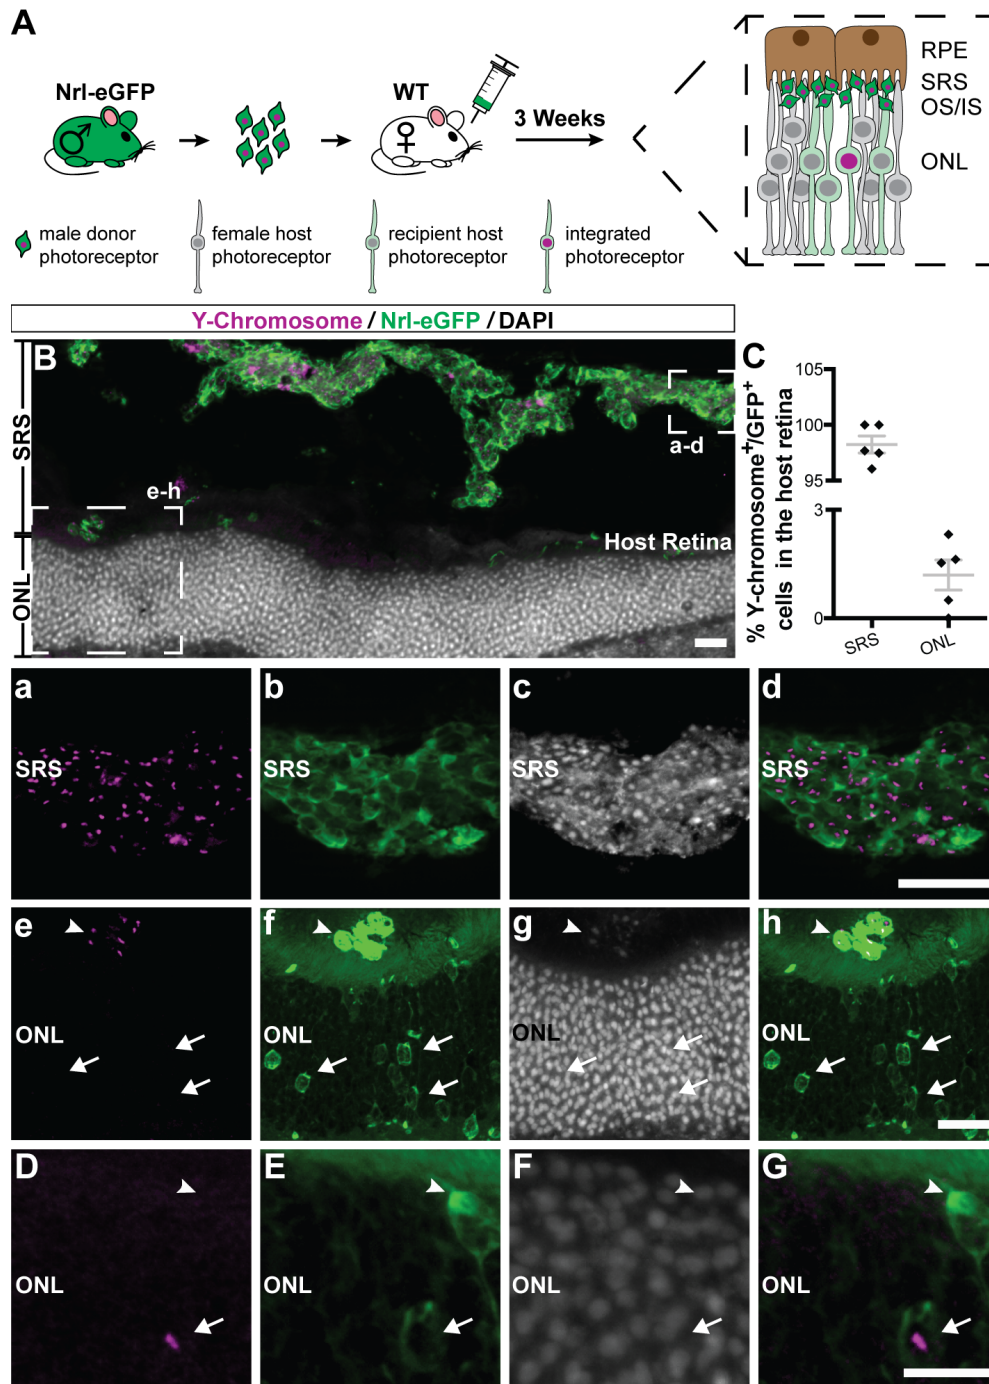 A
Nrl-eGFP
WT
3 Weeks
RPE
SRS
OS/IS
ONL
male donor
photoreceptor
female host
photoreceptor
recipient host
photoreceptor
integrated
photoreceptor
Y-Chromosome / Nrl-eGFP / DAPI
B
SRS
ONL
a-d
e-h
Host Retina
C
% Y-chromosome+/GFP+
cells in the host retina
105
100
95
3
0
SRS
ONL
a
SRS
b
SRS
c
SRS
d
SRS
e
ONL
f
ONL
g
ONL
h
ONL
D
ONL
E
ONL
F
ONL
G
ONL